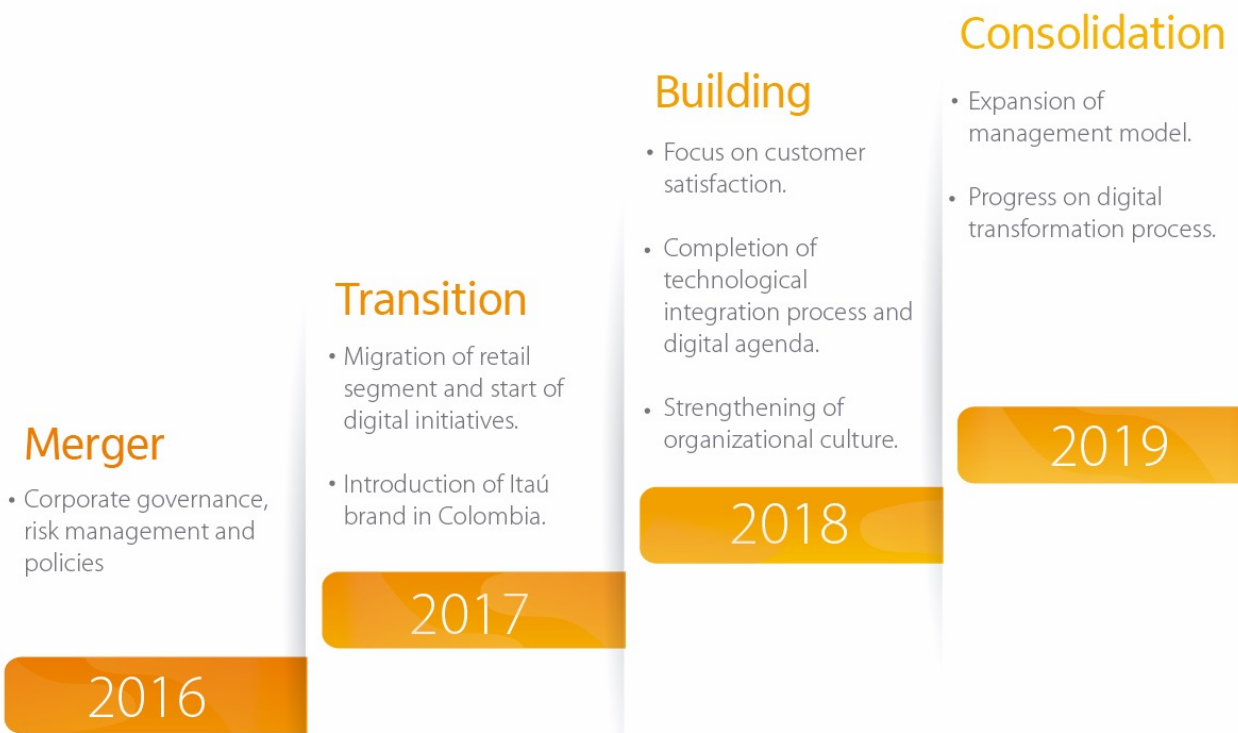 Merger
• Corporate governance,
risk management and
policies
2016
Transition
• Migration of retail
segment and start of
digital initiatives.
• Introduction of Itaú
brand in Colombia.
2017
Building
• Focus on customer
satisfaction.
• Completion of
technological
integration process and
digital agenda.
• Strengthening of
organizational culture.
2018
Consolidation
• Expansion of
management model.
• Progress on digital
transformation process.
2019